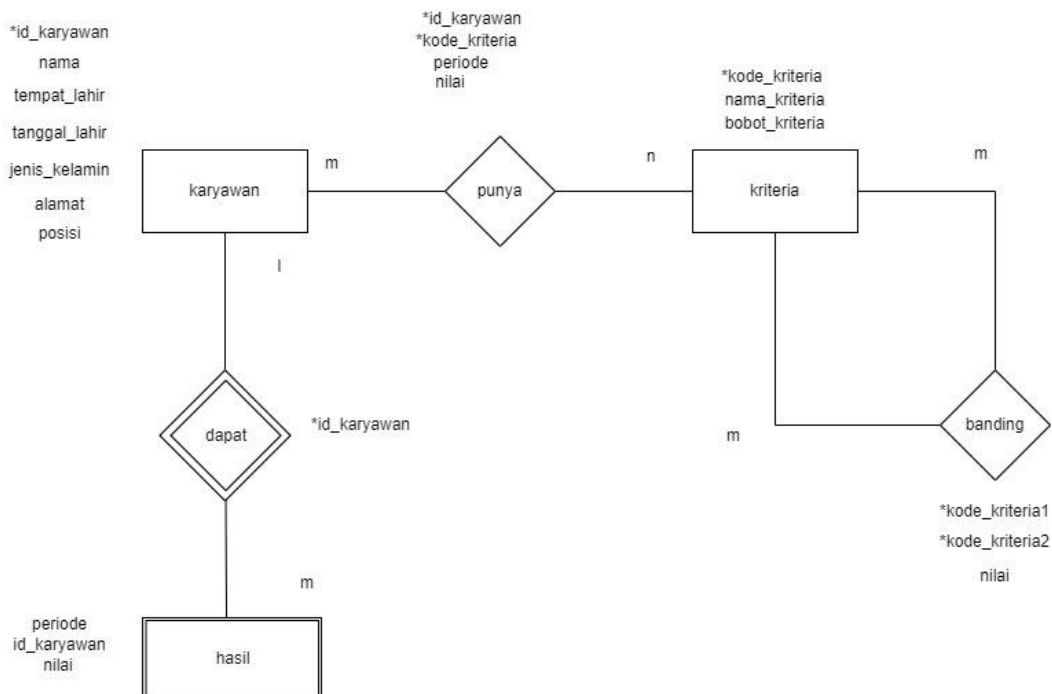 *id_karyawan
nama
tempat_lahir
tanggal_lahir
jenis_kelamin
alamat
posisi
karyawan
m
*id_karyawan
*kode_kriteria
periode
nilai
punya
n
*kode_kriteria
nama_kriteria
bobot_kriteria
kriteria
m
l
dapat
*id_karyawan
m
banding
*kode_kriteria1
*kode_kriteria2
nilai
m
periode
id_karyawan
nilai
hasil